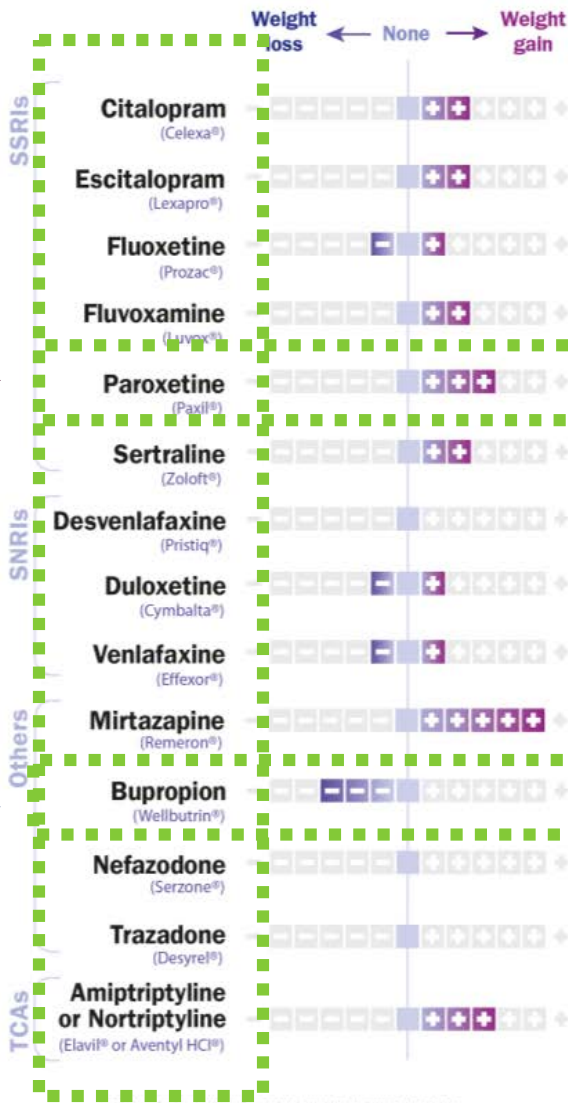 Weight loss
None
Weight gain
SSRIs
Citalopram
(Celexa®)
Escitalopram
(Lexapro®)
Fluoxetine
(Prozac®)
Fluvoxamine
(Luvox®)
Paroxetine
(Paxil®)
Sertraline
(Zoloft®)
SNRIs
Desvenlafaxine
(Pristiq®)
Duloxetine
(Cymbalta®)
Venlafaxine
(Effexor®)
Others
Mirtazapine
(Remeron®)
Bupropion
(Wellbutrin®)
Nefazodone
(Serzone®)
Trazadone
(Desyrel®)
TCAs
Amiptriptyline
or Nortriptyline
(Elavil® or Aventyl HCl®)